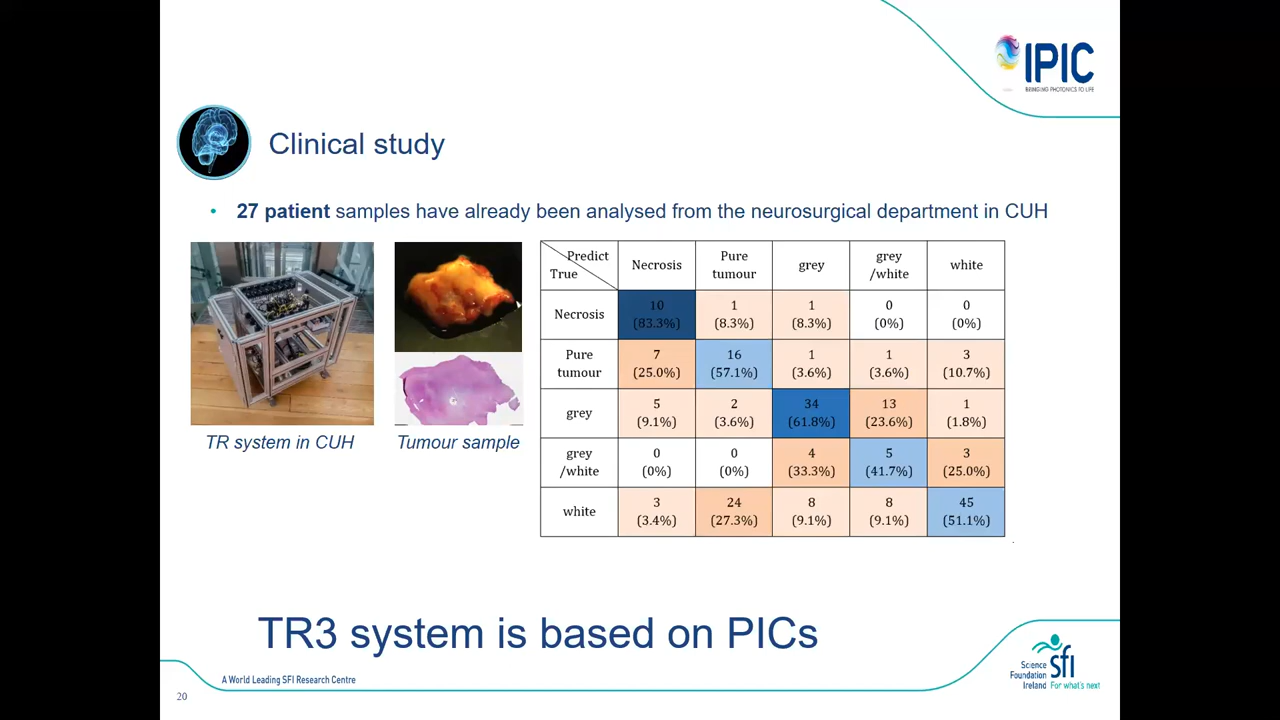 IPIC
BRINGING PHOTONICS TO LIFE
Clinical study
• 27 patient samples have already been analysed from the neurosurgical department in CUH
Predict
True
Necrosis
Pure
tumour
grey
grey
/white
white
Necrosis
10
(83.3%)
1
(8.3%)
1
(8.3%)
0
(0%)
0
(0%)
Pure
tumour
7
(25.0%)
16
(57.1%)
1
(3.6%)
1
(3.6%)
3
(10.7%)
grey
5
(9.1%)
2
(3.6%)
34
(61.8%)
13
(23.6%)
1
(1.8%)
grey
/white
0
(0%)
0
(0%)
4
(33.3%)
5
(41.7%)
3
(25.0%)
white
3
(3.4%)
24
(27.3%)
8
(9.1%)
8
(9.1%)
45
(51.1%)
TR system in CUH
Tumour sample
TR3 system is based on PICs
A World Leading SFI Research Centre
20
Science
Foundation
Ireland
sfi
For what's next